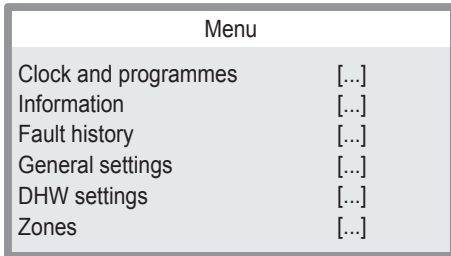 Menu
Clock and programmes [...]
Information [...]
Fault history [...]
General settings [...]
DHW settings [...]
Zones [...]